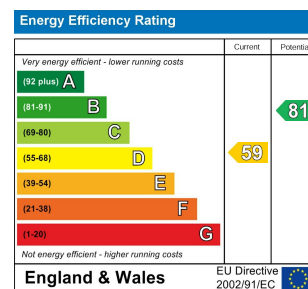 Energy Efficiency Rating
Current Potentia
Very energy efficient - lower running costs
(92 plus) A
(81-91) B
81
(69-80) C
(55-68) D
59
(39-54) E
(21-38) F
(1-20) G
Not energy efficient - higher running costs
England & Wales
EU Directive
2002/91/EC